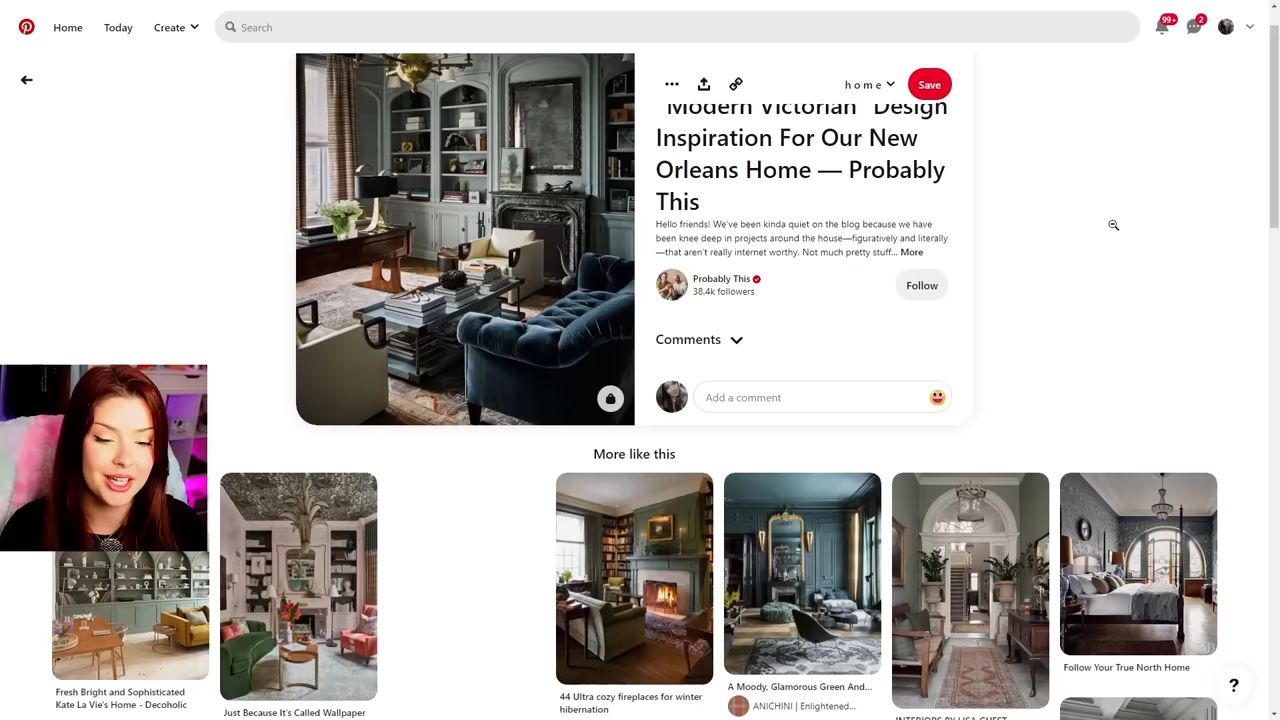 Home
Today
Create
Search
99+
2
home
Save
"Modern Victorian" Design
Inspiration For Our New
Orleans Home — Probably
This
Hello friends! We've been kinda quiet on the blog because we have
been knee deep in projects around the house—figuratively and literally
—that aren't really internet worthy. Not much pretty stuff... More
Probably This
38.4k followers
Follow
Comments
Add a comment
More like this
Fresh Bright and Sophisticated
Kate La Vie's Home - Decoholic
Just Because It's Called Wallpaper
44 Ultra cozy fireplaces for winter
hibernation
A Moody, Glamorous Green And...
ANICHINI | Enlightened...
Follow Your True North Home
?